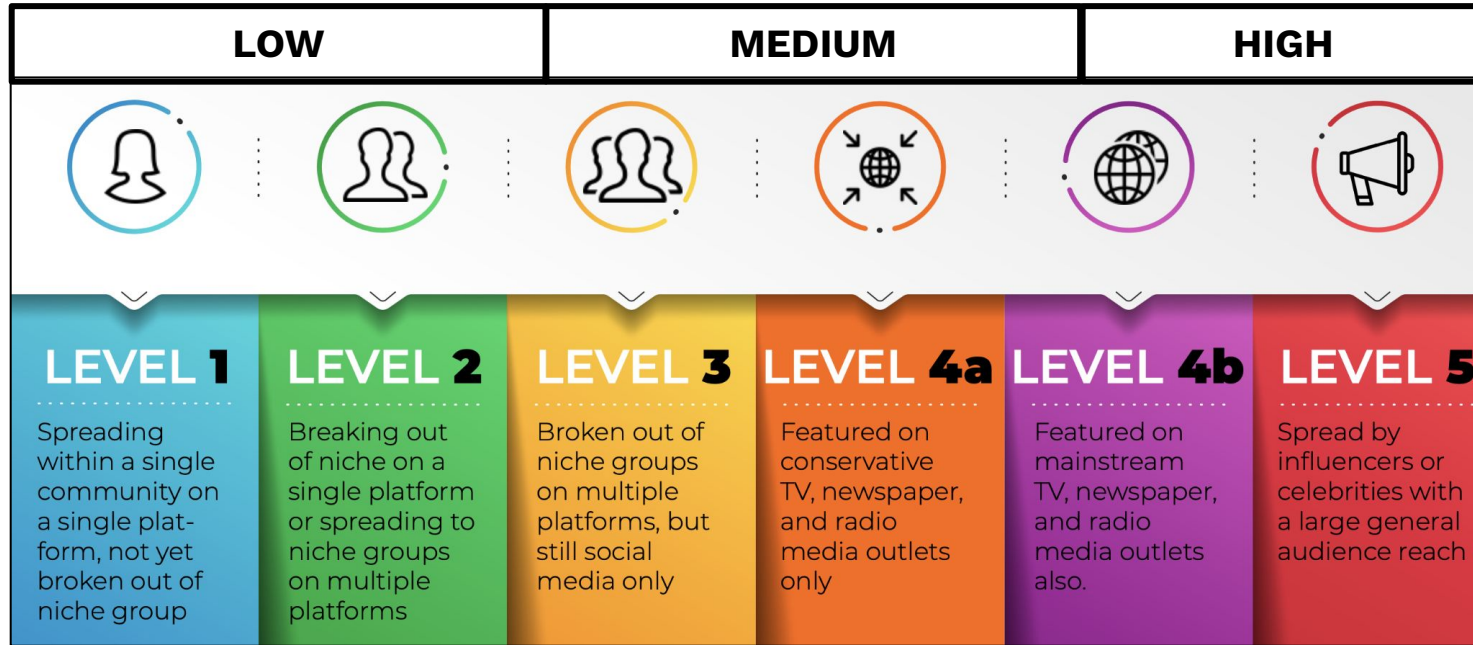 LOW
MEDIUM
HIGH
LEVEL 1
Spreading
within a single
community on
a single plat-
form, not yet
broken out of
niche group
LEVEL 2
Breaking out
of niche on a
single platform
or spreading to
niche groups
on multiple
platforms
LEVEL 3
Broken out of
niche groups
on multiple
platforms, but
still social
media only
LEVEL 4a
Featured on
conservative
TV, newspaper,
and radio
media outlets
only
LEVEL 4b
Featured on
mainstream
TV, newspaper,
and radio
media outlets
also.
LEVEL 5
Spread by
influencers or
celebrities with
a large general
audience reach